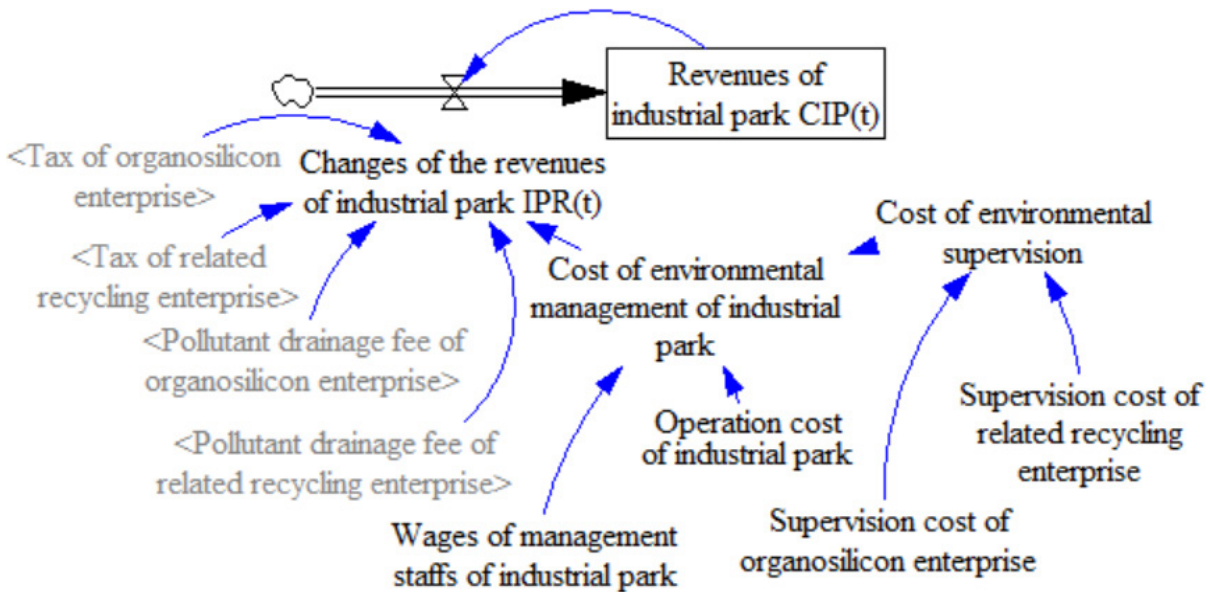 Revenues of
industrial park CIP(t)
<Tax of organosilicon
enterprise>
Changes of the revenues
of industrial park IPR(t)
<Tax of related
recycling enterprise>
Cost of environmental
supervision
Cost of environmental
management of industrial
park
<Pollutant drainage fee of
organosilicon enterprise>
<Pollutant drainage fee of
related recycling enterprise>
Operation cost
of industrial park
Supervision cost of
related recycling
enterprise
Wages of management
staffs of industrial park
Supervision cost of
organosilicon enterprise